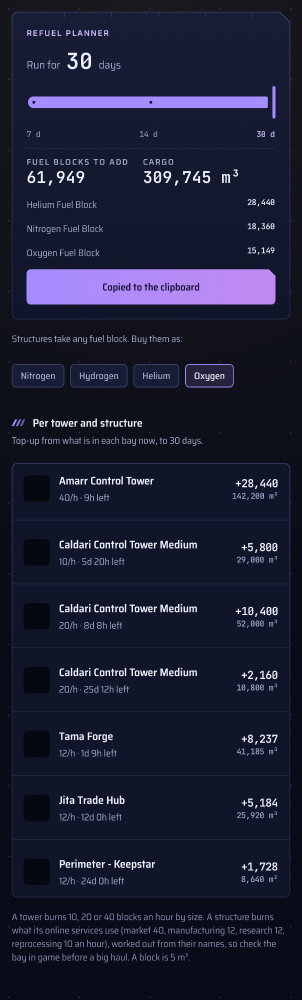 REFUEL PLANNER
Run for 30 days
7 d 14 d 30 d
FUEL BLOCKS TO ADD CARGO
61,949 309,745 m³
Helium Fuel Block 28,440
Nitrogen Fuel Block 18,360
Oxygen Fuel Block 15,149
Copied to the clipboard
Structures take any fuel block. Buy them as:
Nitrogen Hydrogen Helium Oxygen
Per tower and structure
Top-up from what is in each bay now, to 30 days.
Amarr Control Tower +28,440
40/h · 9h left 142,200 m³
Caldari Control Tower Medium +5,800
10/h · 5d 20h left 29,000 m³
Caldari Control Tower Medium +10,400
20/h · 8d 8h left 52,000 m³
Caldari Control Tower Medium +2,160
20/h · 25d 12h left 10,800 m³
Tama Forge +8,237
12/h · 1d 9h left 41,185 m³
Jita Trade Hub +5,184
12/h · 12d 0h left 25,920 m³
Perimeter - Keepstar +1,728
12/h · 24d 0h left 8,640 m³
A tower burns 10, 20 or 40 blocks an hour by size. A structure burns
what its online services use (market 40, manufacturing 12, research 12,
reprocessing 10 an hour), worked out from their names, so check the
bay in game before a big haul. A block is 5 m³.